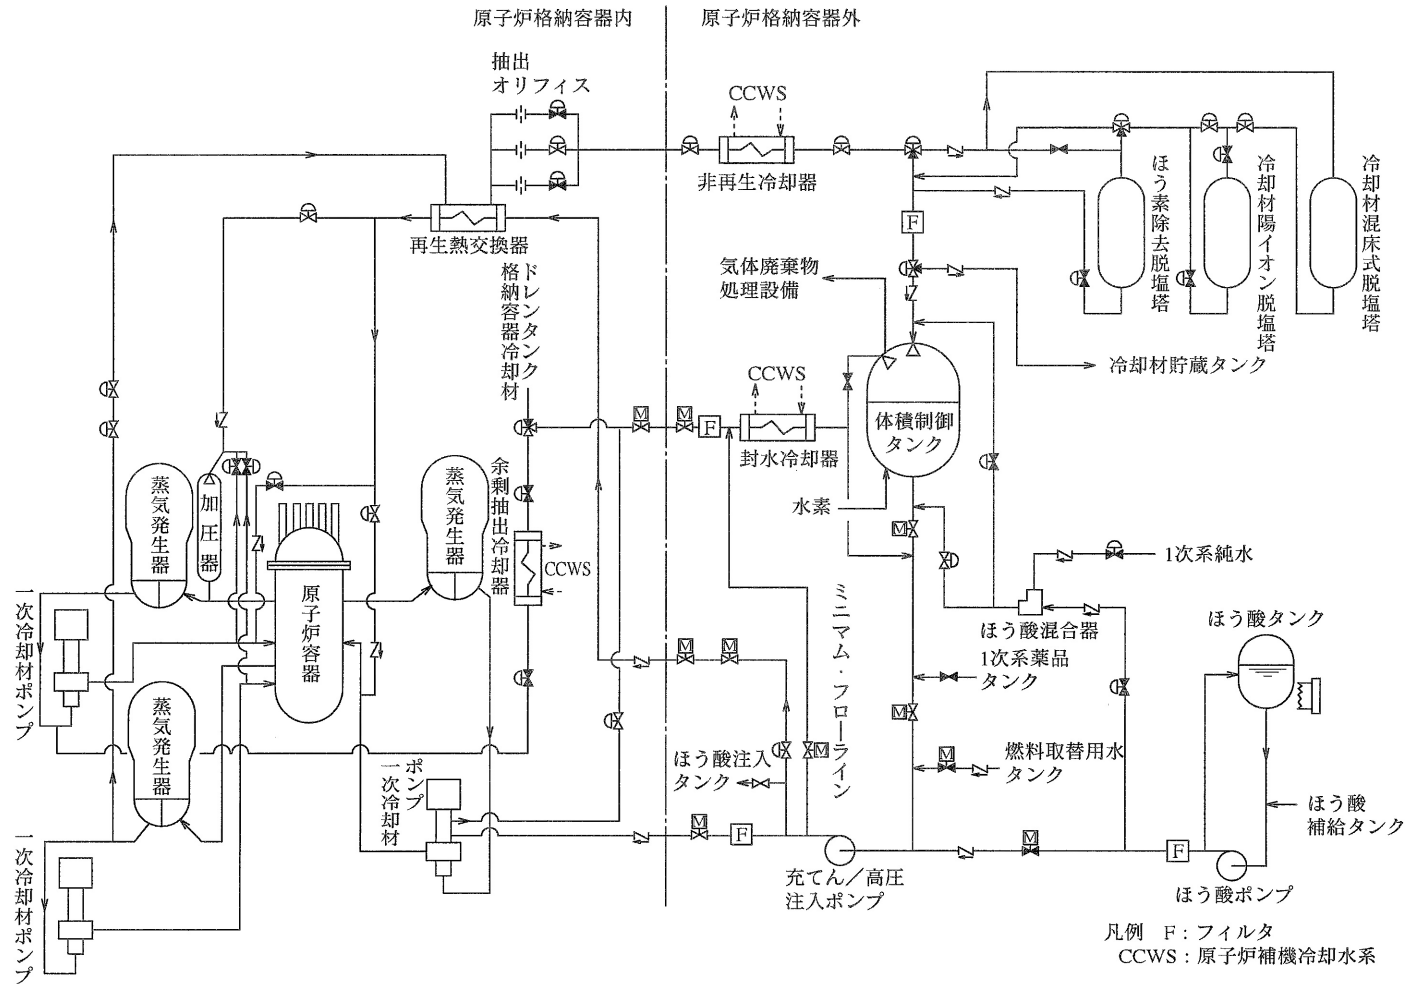 原子炉格納容器内
原子炉格納容器外
抽出
オリフィス
CCWS
非再生冷却器
再生熱交換器
ほう素除去脱塩塔
冷却材陽イオン脱塩塔
冷却材混床式脱塩塔
F
格納容器冷却材
ドレンタンク
気体廃棄物
処理設備
冷却材貯蔵タンク
CCWS
M
M
F
封水冷却器
体積制御
タンク
水素
蒸気発生器
加圧器
原子炉容器
蒸気発生器
余剰抽出冷却器
CCWS
M
1次系純水
ほう酸混合器
ほう酸タンク
一次冷却材ポンプ
M
M
ミニマム・フローライン
1次系薬品
タンク
M
蒸気発生器
ほう酸注入
タンク
M
M
燃料取替用水
タンク
一次冷却材
ポンプ
M
F
充てん／高圧
注入ポンプ
M
F
ほう酸
補給タンク
ほう酸ポンプ
一次冷却材ポンプ
凡例 F：フィルタ
CCWS：原子炉補機冷却水系